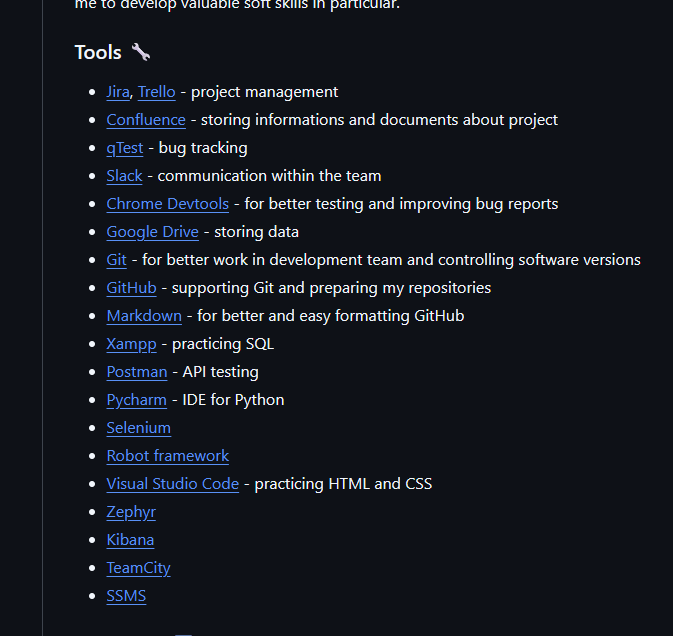 me to develop valuable soft skills in particular.
Tools 🔧
Jira, Trello - project management
Confluence - storing informations and documents about project
qTest - bug tracking
Slack - communication within the team
Chrome Devtools - for better testing and improving bug reports
Google Drive - storing data
Git - for better work in development team and controlling software versions
GitHub - supporting Git and preparing my repositories
Markdown - for better and easy formatting GitHub
Xampp - practicing SQL
Postman - API testing
Pycharm - IDE for Python
Selenium
Robot framework
Visual Studio Code - practicing HTML and CSS
Zephyr
Kibana
TeamCity
SSMS